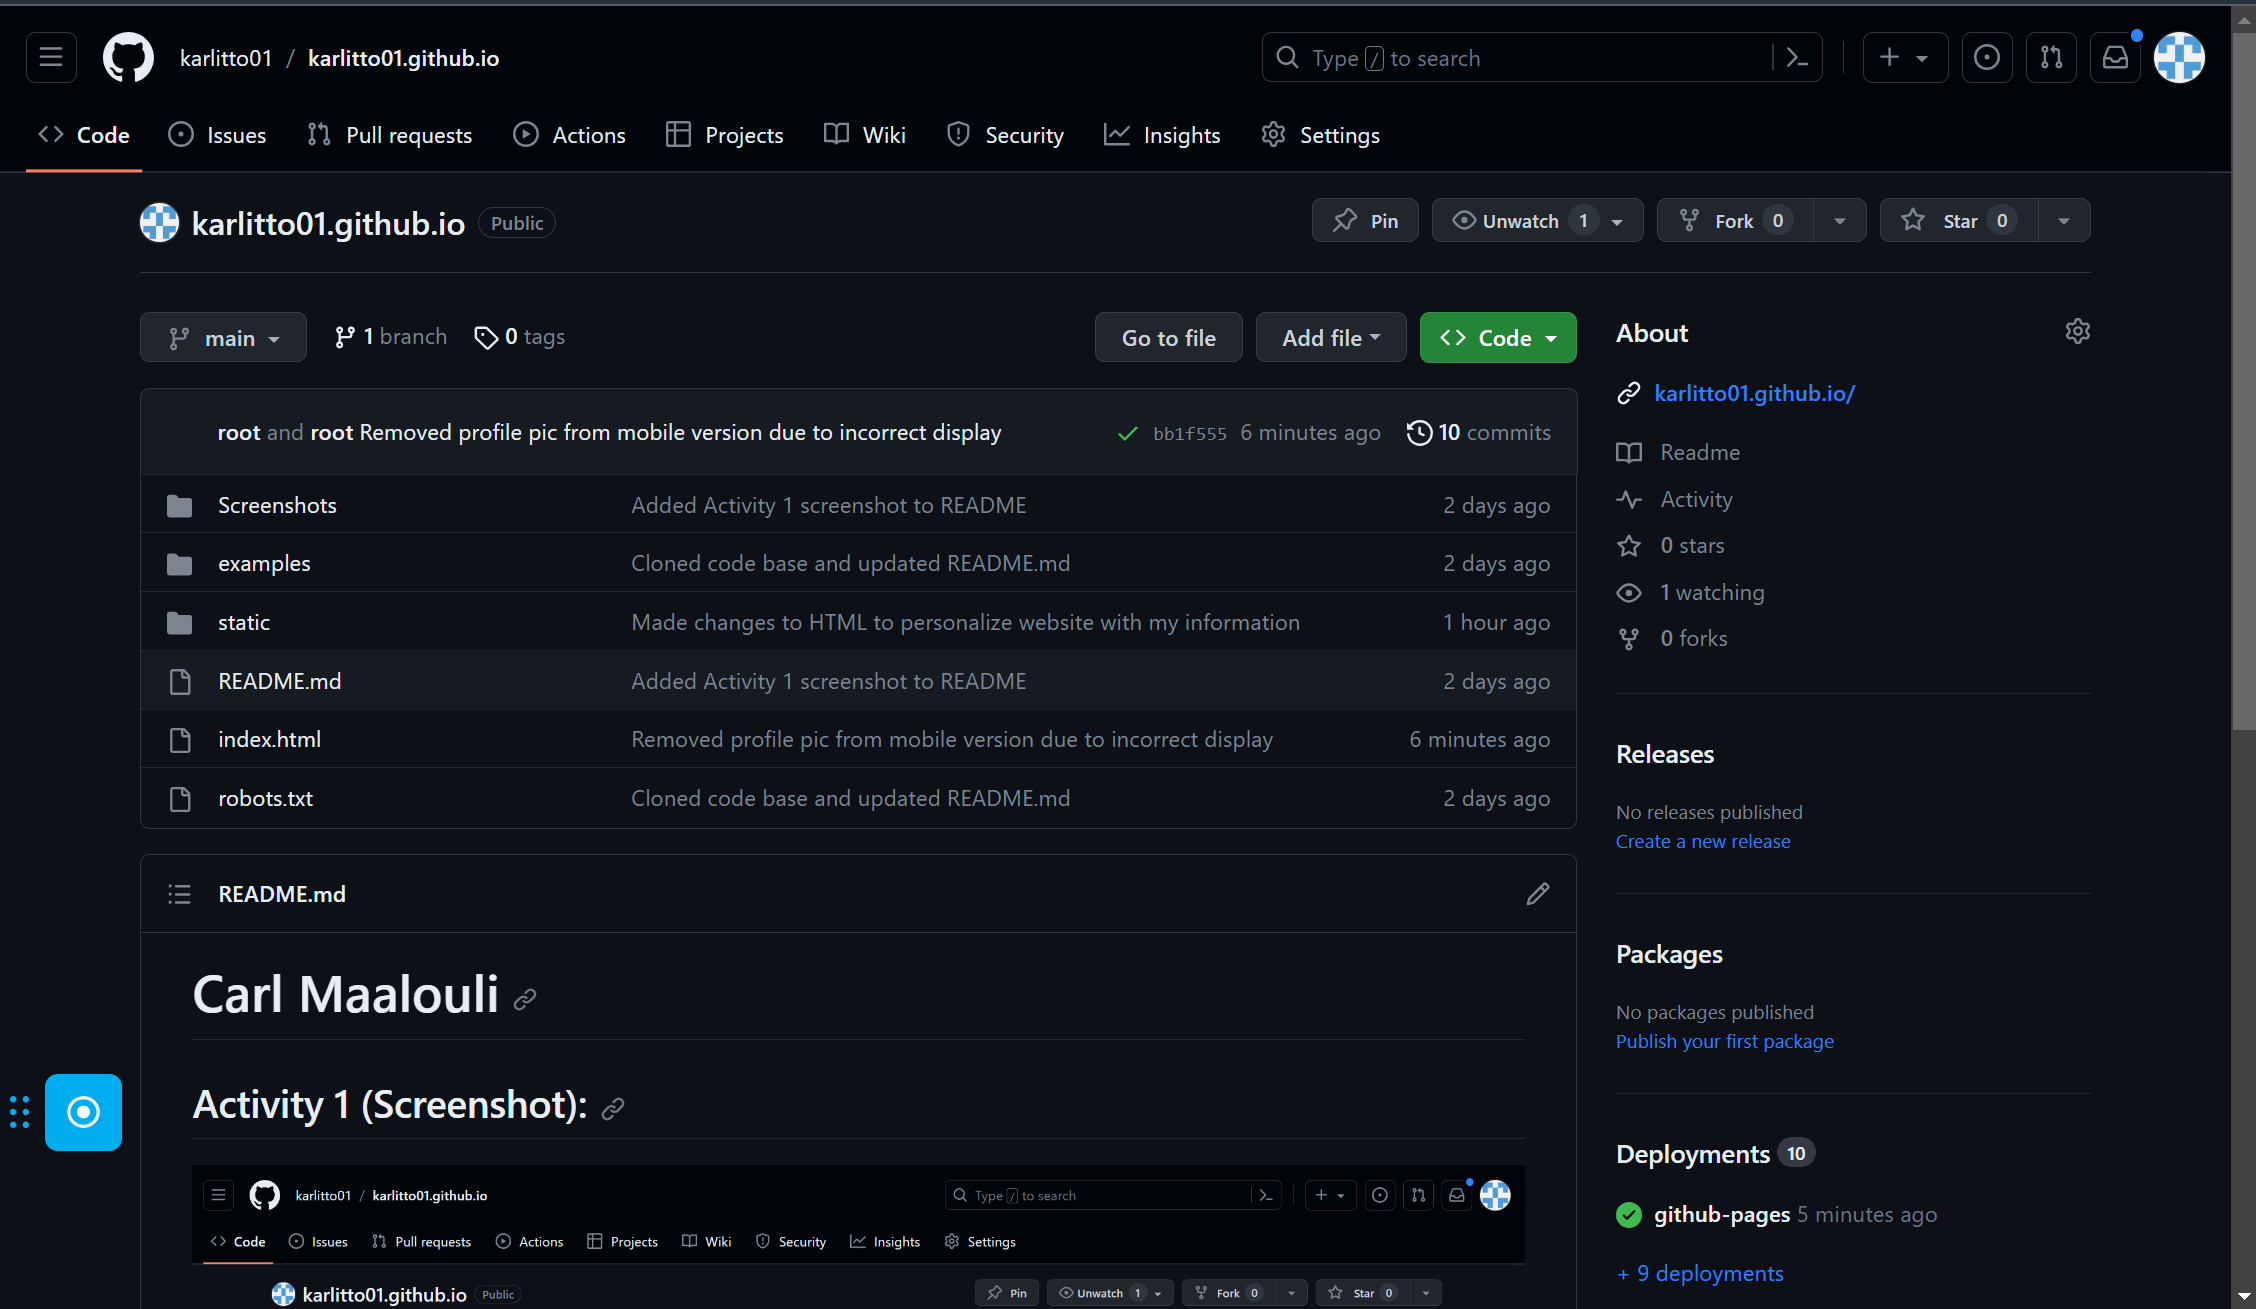 karlitto01 / karlitto01.github.io
Type / to search
Code Issues Pull requests Actions Projects Wiki Security Insights Settings
karlitto01.github.io Public
Pin Unwatch 1 Fork 0 Star 0
main 1 branch 0 tags Go to file Add file Code
root and root Removed profile pic from mobile version due to incorrect display bb1f555 6 minutes ago 10 commits
Screenshots Added Activity 1 screenshot to README 2 days ago
examples Cloned code base and updated README.md 2 days ago
static Made changes to HTML to personalize website with my information 1 hour ago
README.md Added Activity 1 screenshot to README 2 days ago
index.html Removed profile pic from mobile version due to incorrect display 6 minutes ago
robots.txt Cloned code base and updated README.md 2 days ago
README.md
Carl Maalouli
Activity 1 (Screenshot):
karlitto01 / karlitto01.github.io Type / to search
Code Issues Pull requests Actions Projects Wiki Security Insights Settings
karlitto01.github.io Public Pin Unwatch 1 Fork 0 Star 0
About
karlitto01.github.io/
Readme
Activity
0 stars
1 watching
0 forks
Releases
No releases published
Create a new release
Packages
No packages published
Publish your first package
Deployments 10
github-pages 5 minutes ago
+ 9 deployments